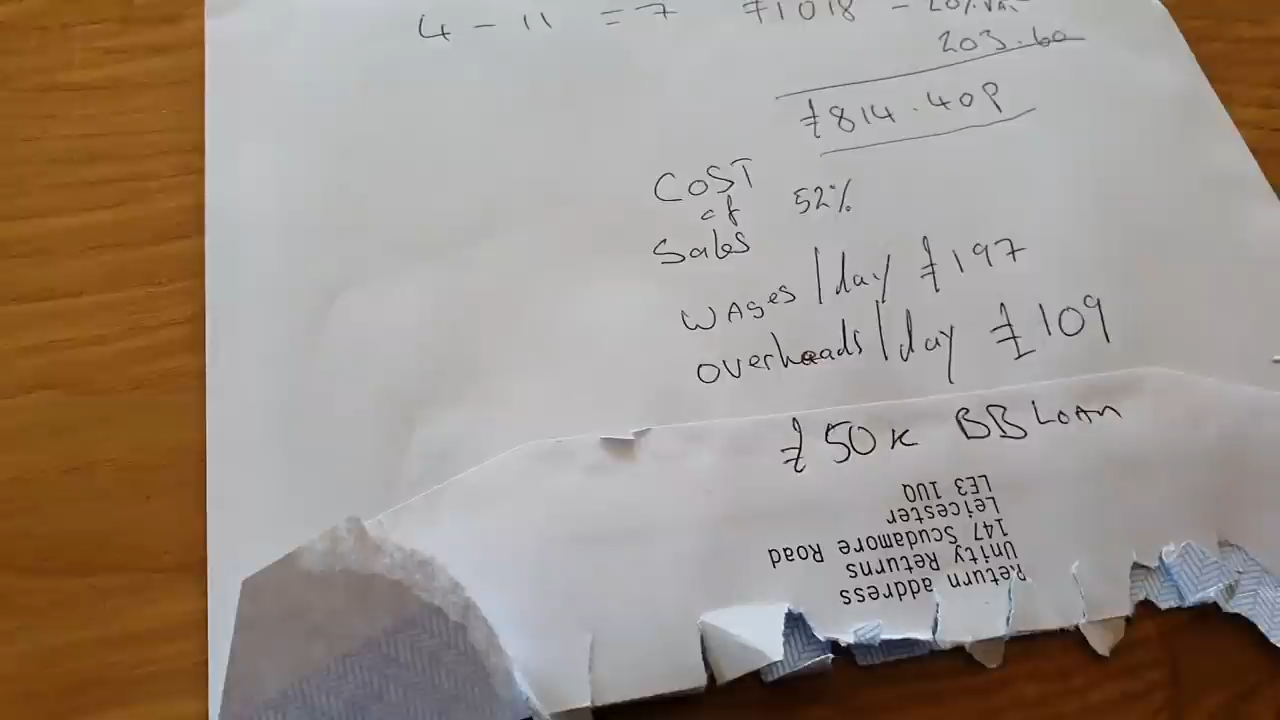 4 - 11 = 7 £1018 - 20% VAT
203.60
£814.40P
COST
of 52%
Sales
WAges / day £197
overheads / day £109
£50K BB LOAN
Return address
Unity Returns
147 Scudamore Road
Leicester
LE3 1UQ